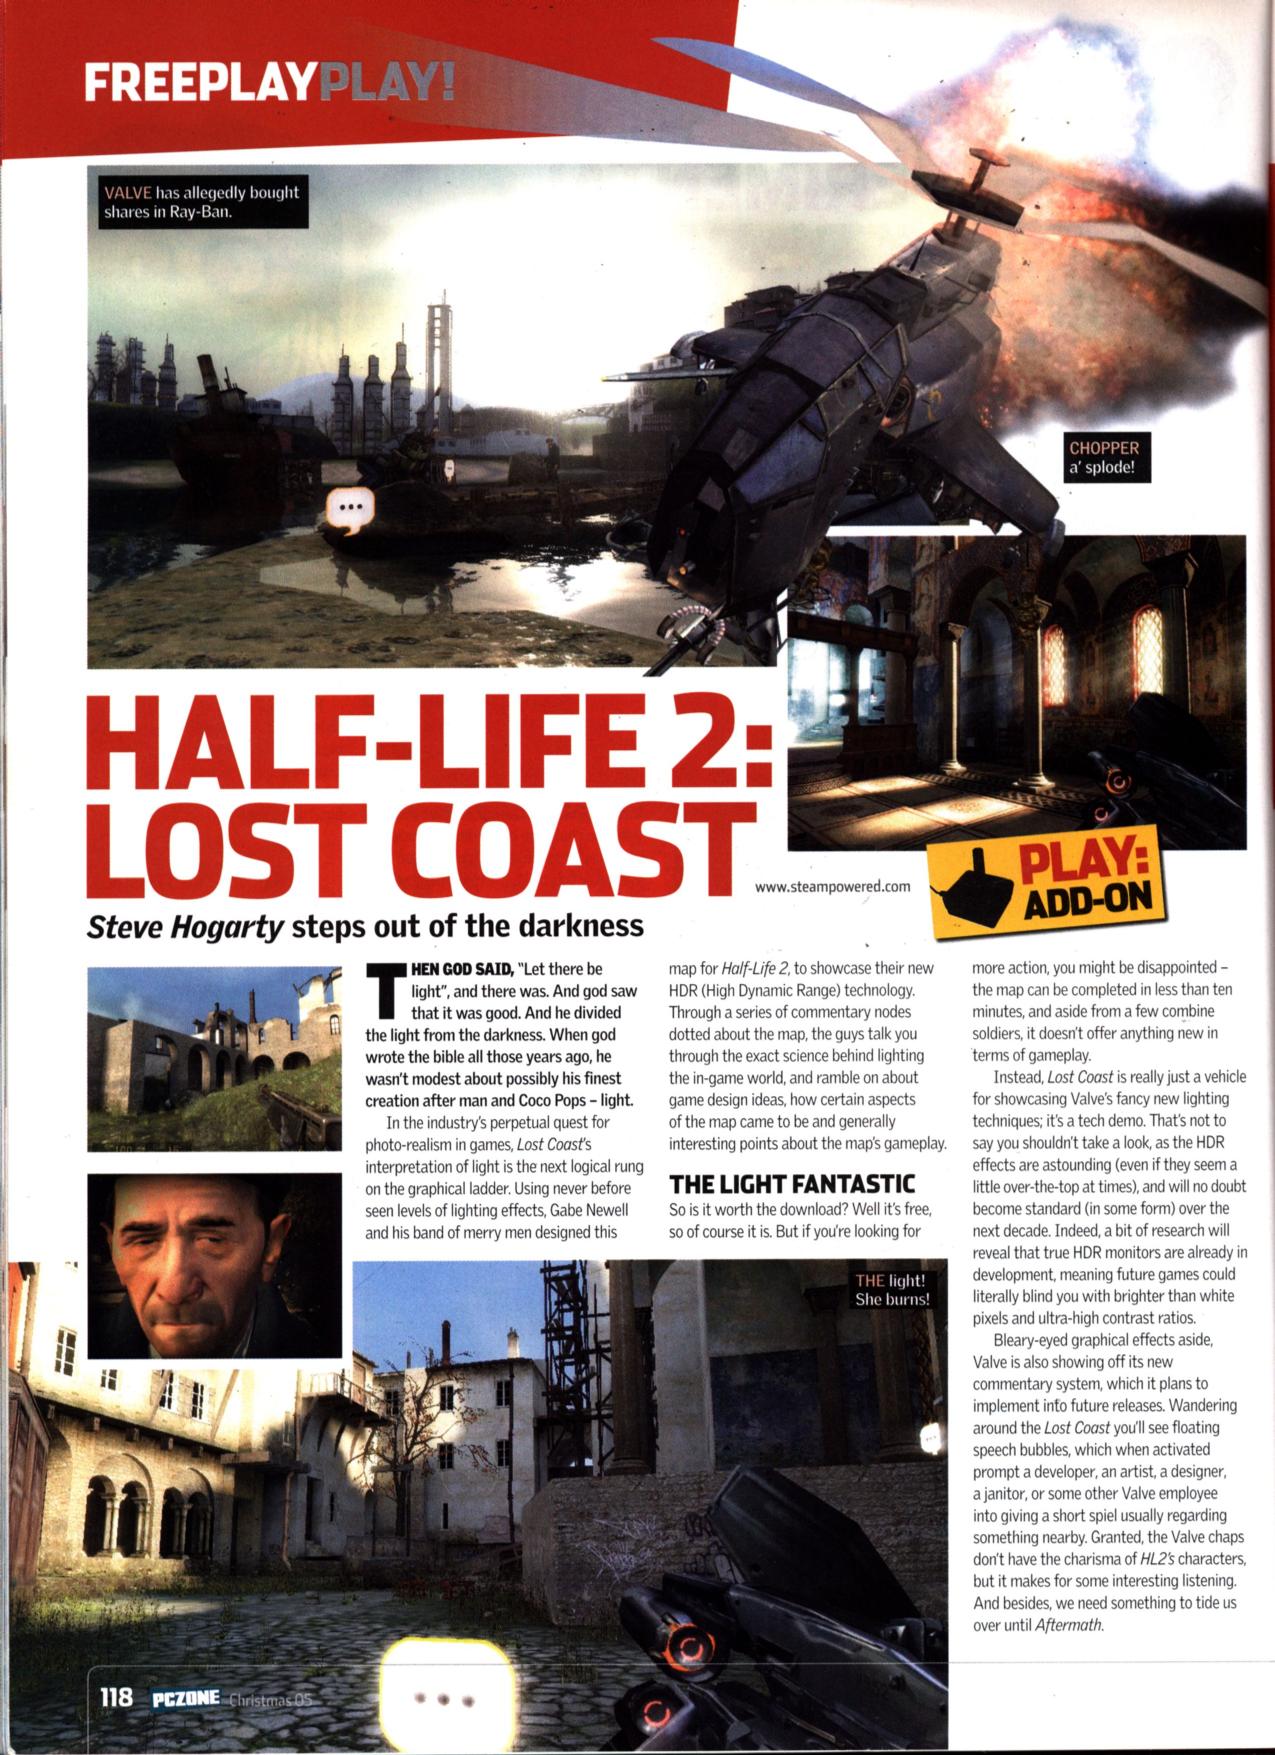 FREEPLAYPLAY!
VALVE has allegedly bought
shares in Ray-Ban.
CHOPPER
a' splode!
HALF-LIFE 2:
LOST COAST
www.steampowered.com
PLAY:
ADD-ON
Steve Hogarty steps out of the darkness
THEN GOD SAID, "Let there be
light", and there was. And god saw
that it was good. And he divided
the light from the darkness. When god
wrote the bible all those years ago, he
wasn't modest about possibly his finest
creation after man and Coco Pops – light.
In the industry's perpetual quest for
photo-realism in games, Lost Coast's
interpretation of light is the next logical rung
on the graphical ladder. Using never before
seen levels of lighting effects, Gabe Newell
and his band of merry men designed this
map for Half-Life 2, to showcase their new
HDR (High Dynamic Range) technology.
Through a series of commentary nodes
dotted about the map, the guys talk you
through the exact science behind lighting
the in-game world, and ramble on about
game design ideas, how certain aspects
of the map came to be and generally
interesting points about the map's gameplay.
THE LIGHT FANTASTIC
So is it worth the download? Well it's free,
so of course it is. But if you're looking for
more action, you might be disappointed –
the map can be completed in less than ten
minutes, and aside from a few combine
soldiers, it doesn't offer anything new in
terms of gameplay.
Instead, Lost Coast is really just a vehicle
for showcasing Valve's fancy new lighting
techniques; it's a tech demo. That's not to
say you shouldn't take a look, as the HDR
effects are astounding (even if they seem a
little over-the-top at times), and will no doubt
become standard (in some form) over the
next decade. Indeed, a bit of research will
reveal that true HDR monitors are already in
development, meaning future games could
literally blind you with brighter than white
pixels and ultra-high contrast ratios.
Bleary-eyed graphical effects aside,
Valve is also showing off its new
commentary system, which it plans to
implement into future releases. Wandering
around the Lost Coast you'll see floating
speech bubbles, which when activated
prompt a developer, an artist, a designer,
a janitor, or some other Valve employee
into giving a short spiel usually regarding
something nearby. Granted, the Valve chaps
don't have the charisma of HL2's characters,
but it makes for some interesting listening.
And besides, we need something to tide us
over until Aftermath.
THE light!
She burns!
118 PCZONE Christmas 05